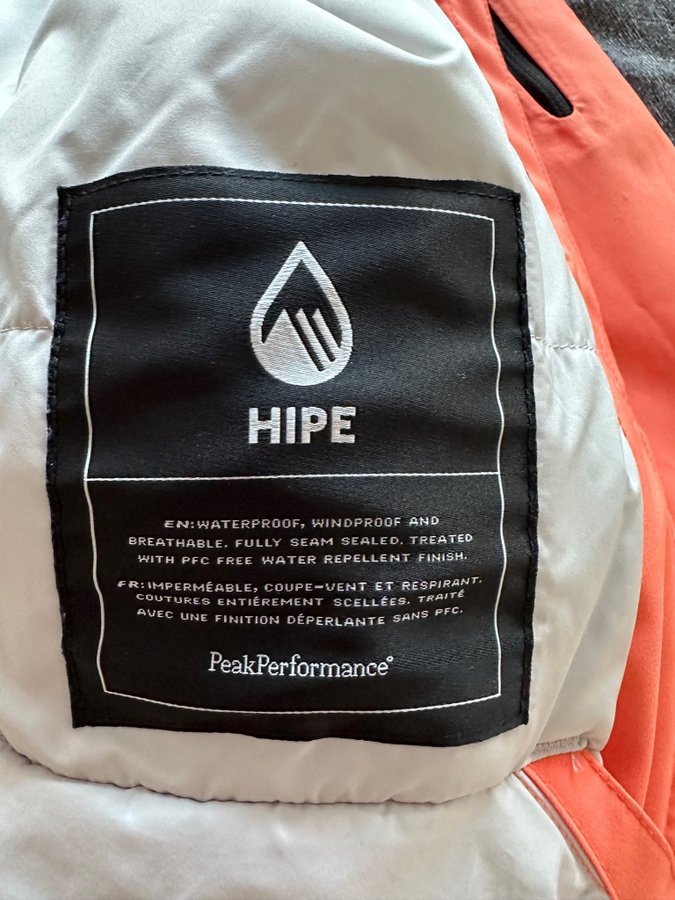 HIPE
EN: WATERPROOF, WINDPROOF AND
BREATHABLE. FULLY SEAM SEALED. TREATED
WITH PFC FREE WATER REPELLENT FINISH.
FR: IMPERMÉABLE, COUPE-VENT ET RESPIRANT.
COUTURES ENTIÉREMENT SCELLÉES. TRAITÉ
AVEC UNE FINITION DÉPERLANTE SANS PFC.
PeakPerformance®